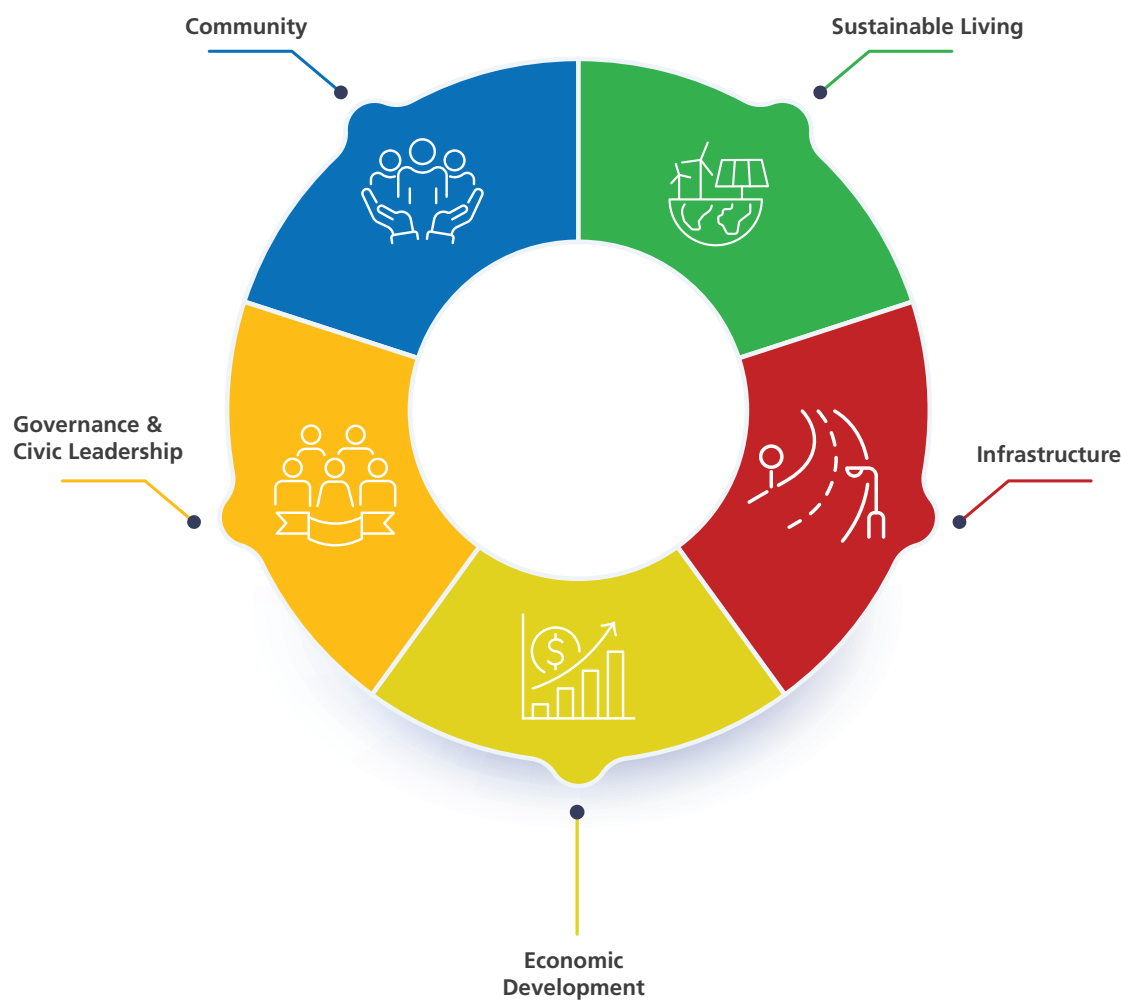 Community
Sustainable Living
Governance &
Civic Leadership
Infrastructure
$
Economic
Development